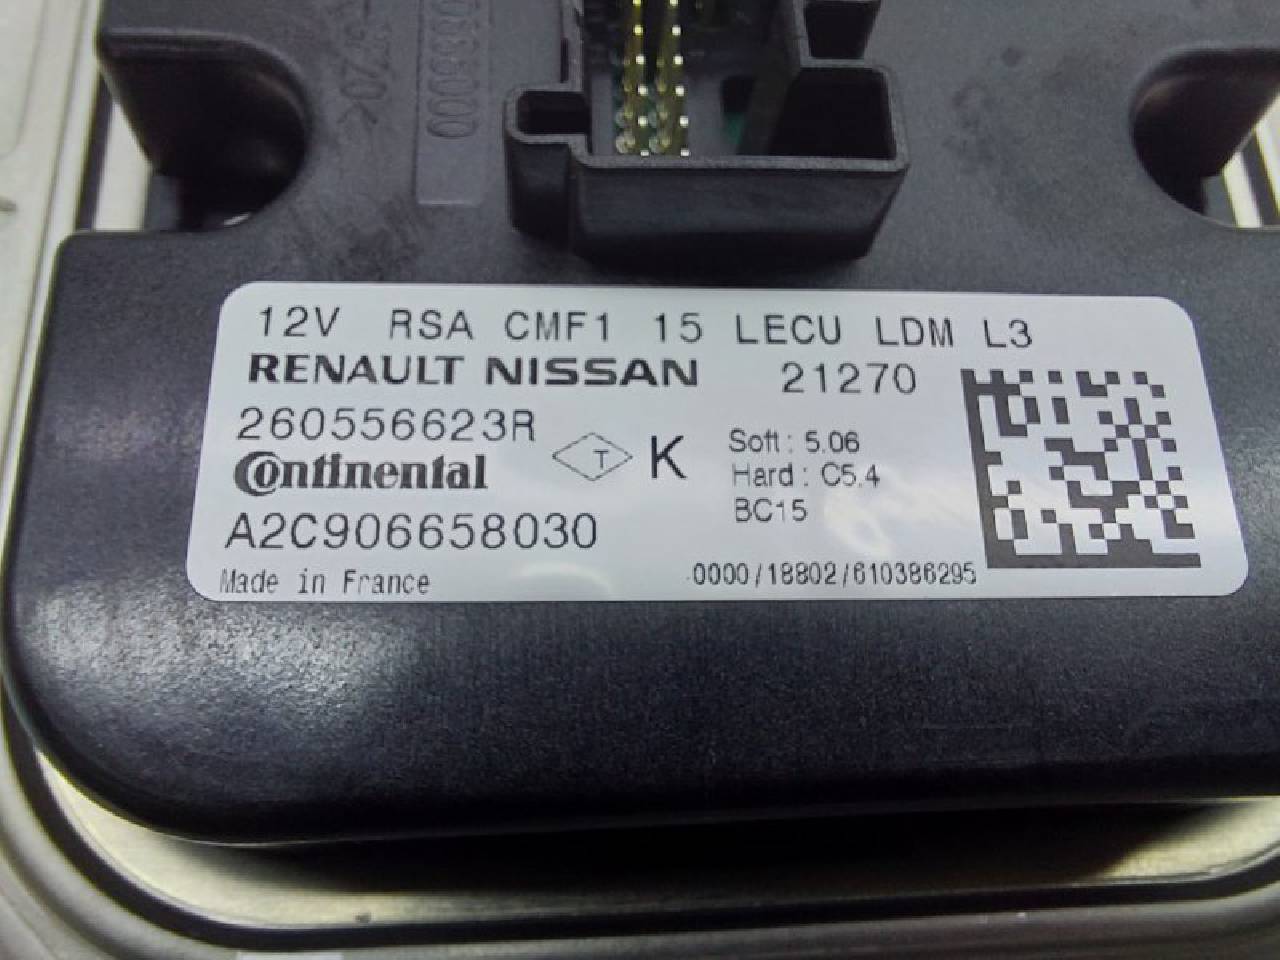 12V RSA CMF1 15 LECU LDM L3
RENAULT NISSAN 21270
260556623R
T K
Soft: 5.06
Hard: C5.4
BC15
Continental
A2C906658030
Made in France
0000/18802/610386295